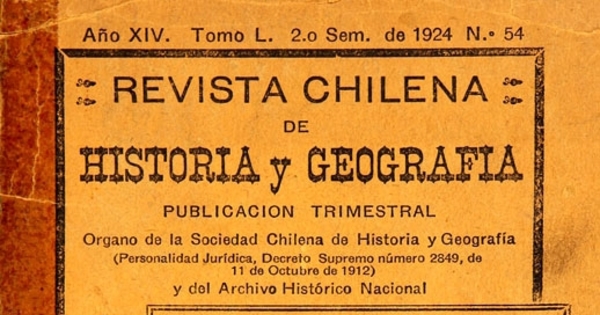 Año XIV. Tomo L. 2.o Sem. de 1924 N.º 54
REVISTA CHILENA
DE
HISTORIA y GEOGRAFIA
PUBLICACION TRIMESTRAL
Organo de la Sociedad Chilena de Historia y Geografía
(Personalidad Jurídica, Decreto Supremo número 2849, de
11 de Octubre de 1912)
y del Archivo Histórico Nacional